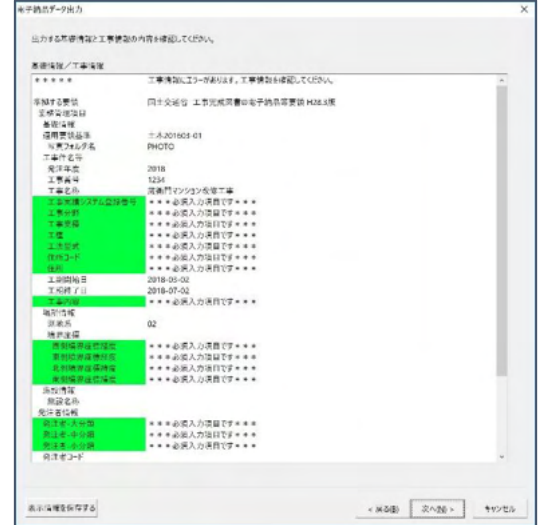 電子納品データ出力
出力する基礎情報と工事情報の内容を確認してください。
基礎情報／工事情報
* * * * * 工事情報にエラーがあります。工事情報を確認してください。
準拠する要領 国土交通省 工事完成図書の電子納品等要領 H28.3版
工事管理項目
基礎情報
適用要領基準 土木201603-01
写真フォルダ名 PHOTO
工事件名等
発注年度 2018
工事番号 1234
工事名称 マンション改修工事
工事実績システム登録番号 * * * 必須入力項目です * * *
工事分野 * * * 必須入力項目です * * *
工事業種 * * * 必須入力項目です * * *
工種 * * * 必須入力項目です * * *
工法型式 * * * 必須入力項目です * * *
住所コード * * * 必須入力項目です * * *
住所 * * * 必須入力項目です * * *
工期開始日 2018-03-02
工期終了日 2018-07-02
工事内容 * * * 必須入力項目です * * *
場所情報
測地系 02
境界座標
西側境界座標経度 * * * 必須入力項目です * * *
東側境界座標経度 * * * 必須入力項目です * * *
北側境界座標緯度 * * * 必須入力項目です * * *
南側境界座標緯度 * * * 必須入力項目です * * *
施設情報
施設名称
発注者情報
発注者-大分類 * * * 必須入力項目です * * *
発注者-中分類 * * * 必須入力項目です * * *
発注者-小分類 * * * 必須入力項目です * * *
発注者コード
表示情報を保存する
< 戻る(B) 次へ(N) > キャンセル